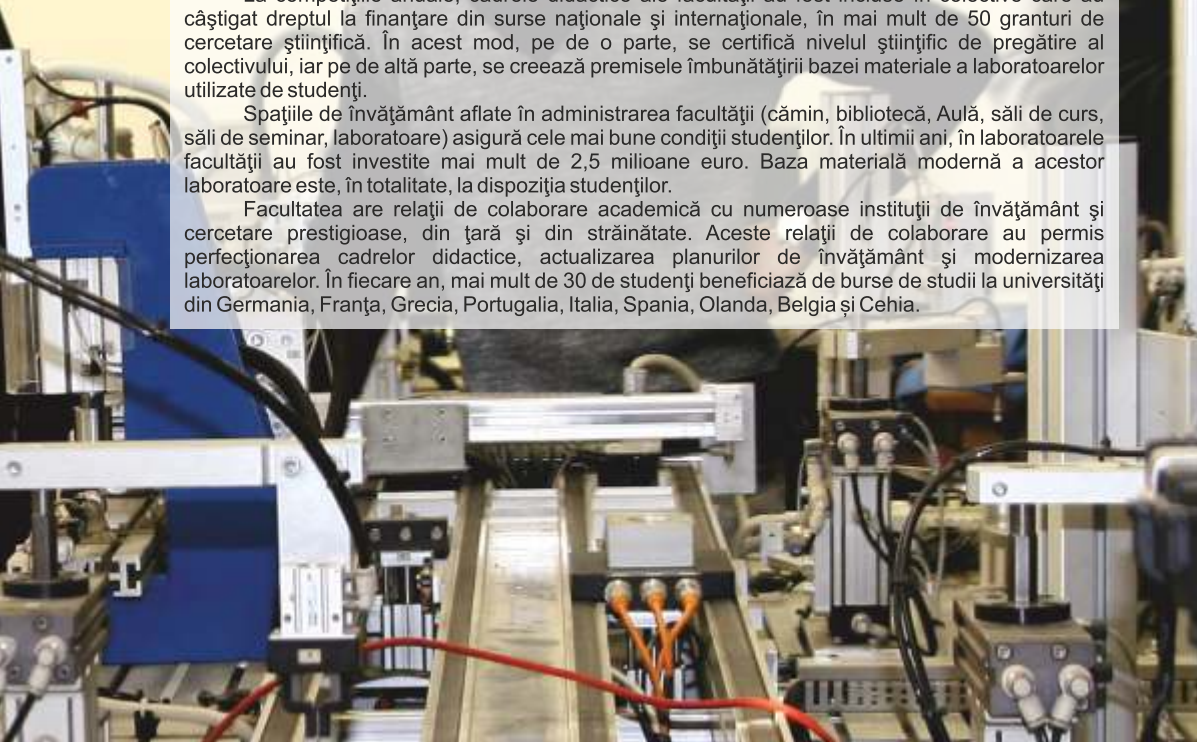 câştigat dreptul la finanţare din surse naţionale şi internaţionale, în mai mult de 50 granturi de
cercetare ştiinţifică. În acest mod, pe de o parte, se certifică nivelul ştiinţific de pregătire al
colectivului, iar pe de altă parte, se creează premisele îmbunătăţirii bazei materiale a laboratoarelor
utilizate de studenţi.
Spaţiile de învăţământ aflate în administrarea facultăţii (cămin, bibliotecă, Aulă, săli de curs,
săli de seminar, laboratoare) asigură cele mai bune condiţii studenţilor. În ultimii ani, în laboratoarele
facultăţii au fost investite mai mult de 2,5 milioane euro. Baza materială modernă a acestor
laboratoare este, în totalitate, la dispoziţia studenţilor.
Facultatea are relaţii de colaborare academică cu numeroase instituţii de învăţământ şi
cercetare prestigioase, din ţară şi din străinătate. Aceste relaţii de colaborare au permis
perfecţionarea cadrelor didactice, actualizarea planurilor de învăţământ şi modernizarea
laboratoarelor. În fiecare an, mai mult de 30 de studenţi beneficiază de burse de studii la universităţi
din Germania, Franţa, Grecia, Portugalia, Italia, Spania, Olanda, Belgia și Cehia.